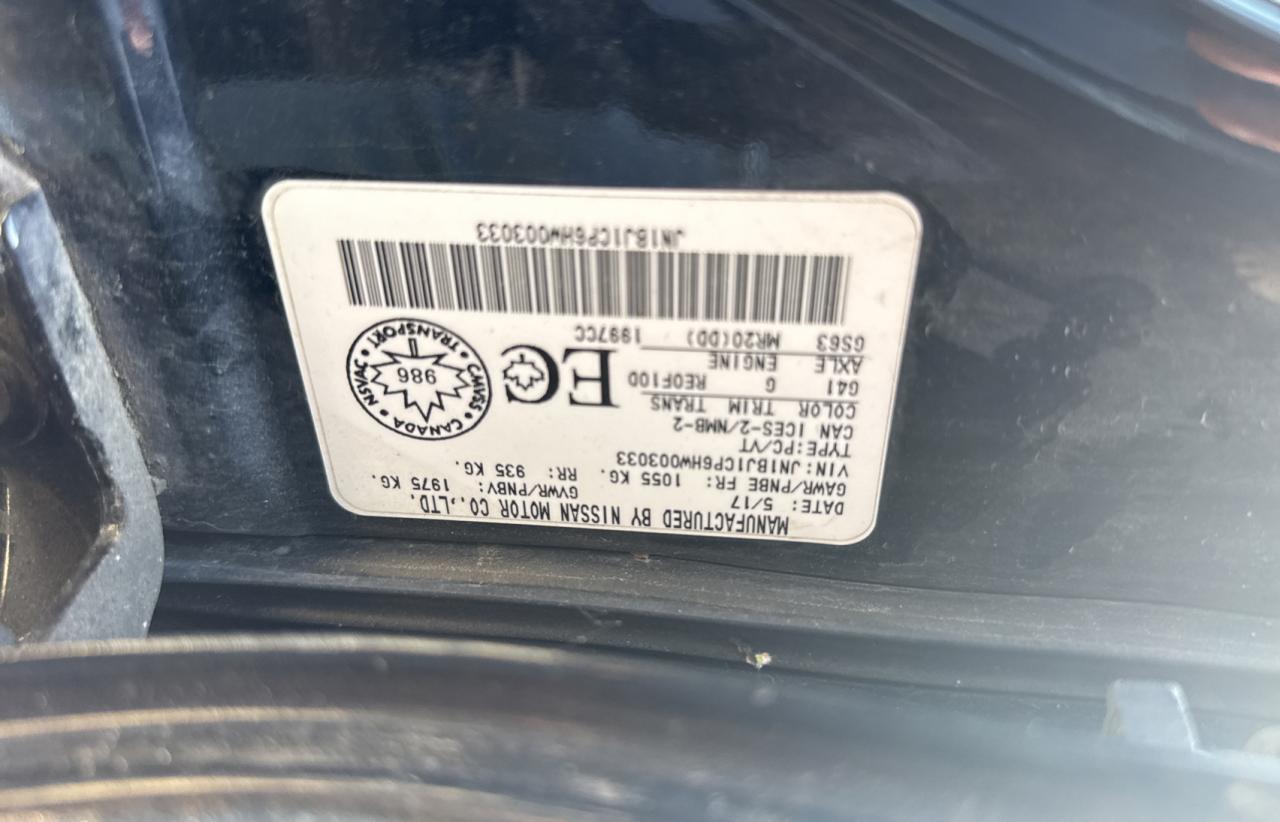 MANUFACTURED BY NISSAN MOTOR CO.,LTD.
DATE: 5/17 GVWR/PNBV: 1975 KG.
GAWR/PNBE FR: 1055 KG. RR: 935 KG.
VIN:JN1BJ1CP6HW003033
TYPE:PC/VT
CAN ICES-2/NMB-2
COLOR TRIM TRANS
G41 G RE0F10D
AXLE ENGINE
GS63 MR20(DD) 1997CC
EC
CANADA • NSVAC • TRANSPORT • CMVSS •
986
JN1BJ1CP6HW003033